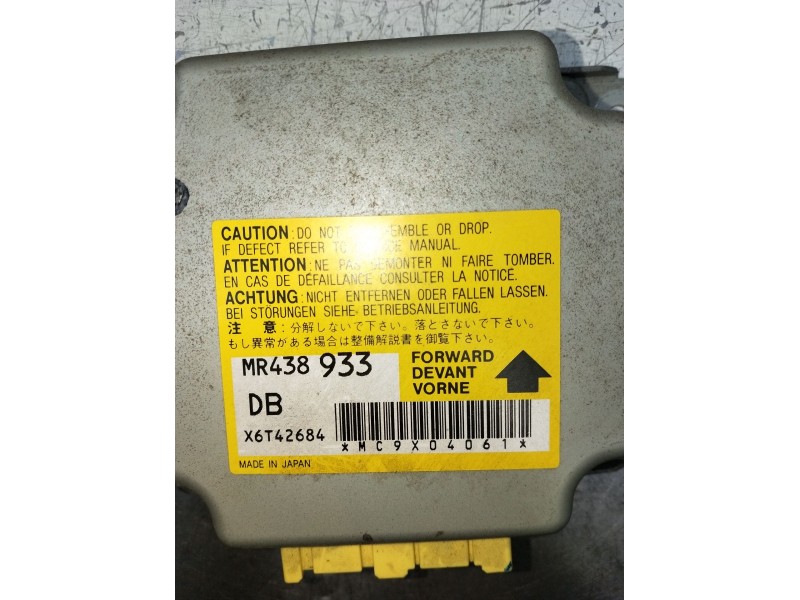 CAUTION:DO NOT EMBLE OR DROP.
IF DEFECT REFER TO MANUAL.
ATTENTION:NE PAS DEMONTER NI FAIRE TOMBER.
EN CAS DE DÉFAILLANCE CONSULTER LA NOTICE.
ACHTUNG:NICHT ENTFERNEN ODER FALLEN LASSEN.
BEI STÖRUNGEN SIEHE-BETRIEBSANLEITUNG.
注 意:分解しないで下さい。落とさないで下さい。
もし異常がある場合は整備解説書を御覧下さい。
MR438 933
FORWARD
DEVANT
VORNE
DB
X6T42684
*MC9X04061*
MADE IN JAPAN